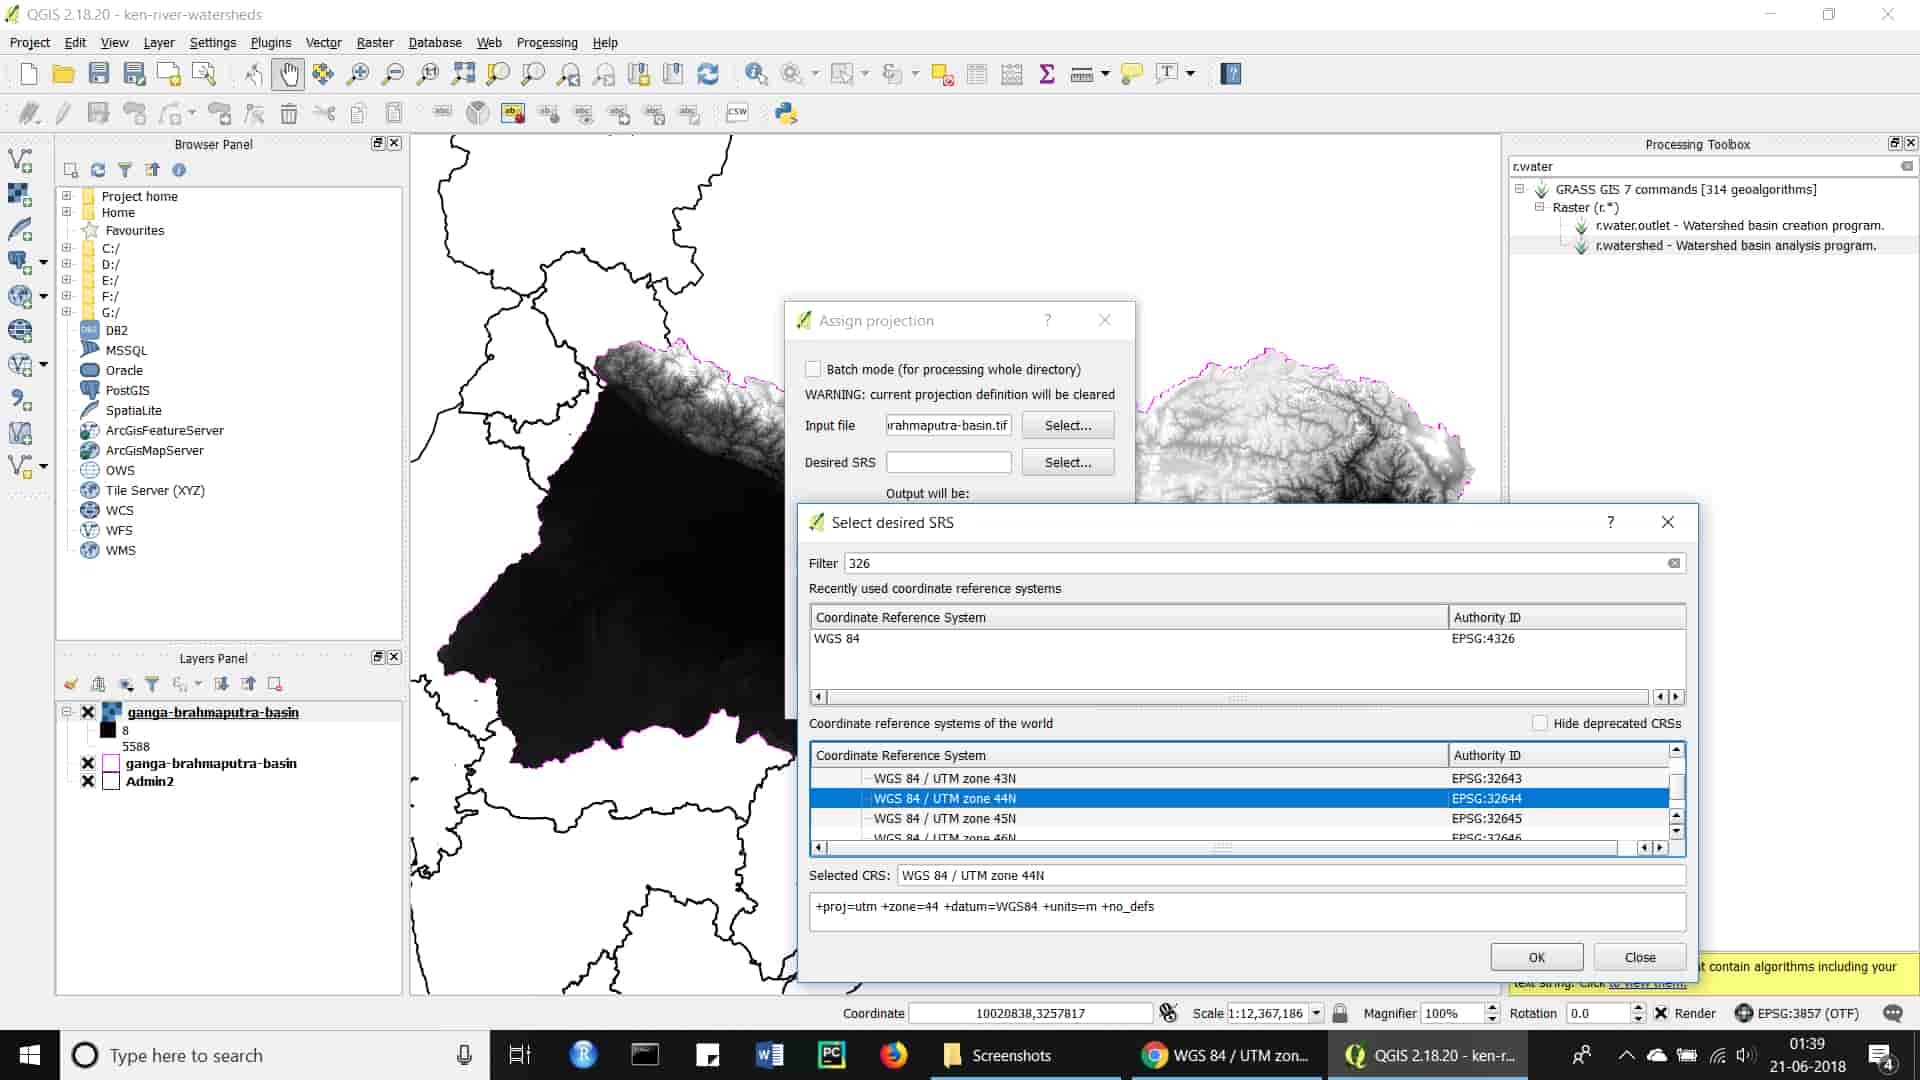 QGIS 2.18.20 - ken-river-watersheds
Project Edit View Layer Settings Plugins Vector Raster Database Web Processing Help
CSW
Browser Panel
Project home
Home
Favourites
C:/
D:/
E:/
F:/
G:/
DB2
MSSQL
Oracle
PostGIS
SpatiaLite
ArcGisFeatureServer
ArcGisMapServer
OWS
Tile Server (XYZ)
WCS
WFS
WMS
Layers Panel
ganga-brahmaputra-basin
8
5588
ganga-brahmaputra-basin
Admin2
Processing Toolbox
r.water
GRASS GIS 7 commands [314 geoalgorithms]
Raster (r.*)
r.water.outlet - Watershed basin creation program.
r.watershed - Watershed basin analysis program.
Assign projection
?
Batch mode (for processing whole directory)
WARNING: current projection definition will be cleared
Input file rahmaputra-basin.tif Select...
Desired SRS Select...
Output will be:
Select desired SRS
?
Filter 326
Recently used coordinate reference systems
Coordinate Reference System Authority ID
WGS 84 EPSG:4326
Coordinate reference systems of the world Hide deprecated CRSs
Coordinate Reference System Authority ID
WGS 84 / UTM zone 43N EPSG:32643
WGS 84 / UTM zone 44N EPSG:32644
WGS 84 / UTM zone 45N EPSG:32645
WGS 84 / UTM zone 46N EPSG:32646
Selected CRS: WGS 84 / UTM zone 44N
+proj=utm +zone=44 +datum=WGS84 +units=m +no_defs
OK Close
t contain algorithms including your
text string. Click to view them.
Coordinate 10020838,3257817 Scale 1:12,367,186 Magnifier 100% Rotation 0.0 Render EPSG:3857 (OTF)
Type here to search
Screenshots
WGS 84 / UTM zon...
QGIS 2.18.20 - ken-r...
01:39
21-06-2018
4